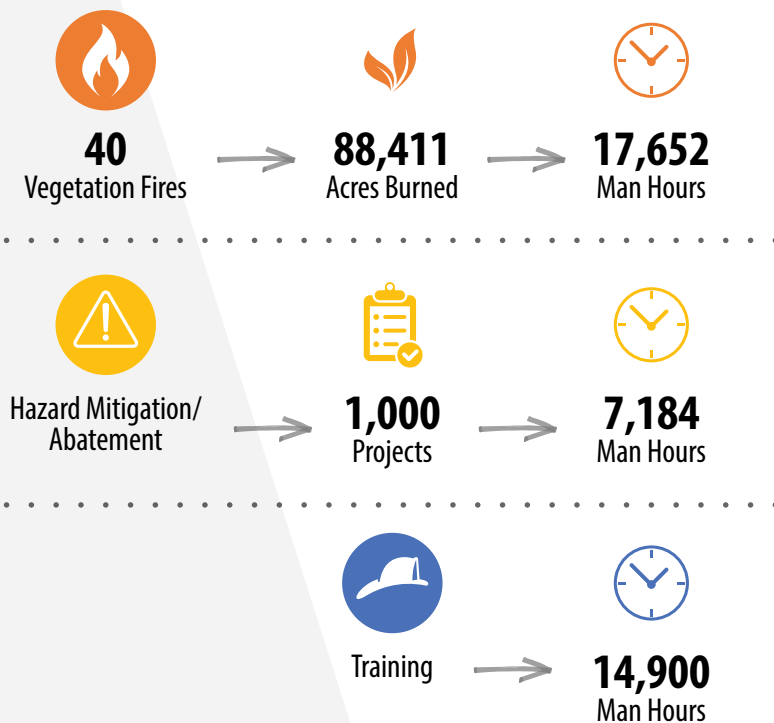 40
Vegetation Fires
88,411
Acres Burned
17,652
Man Hours
Hazard Mitigation/
Abatement
1,000
Projects
7,184
Man Hours
Training
14,900
Man Hours